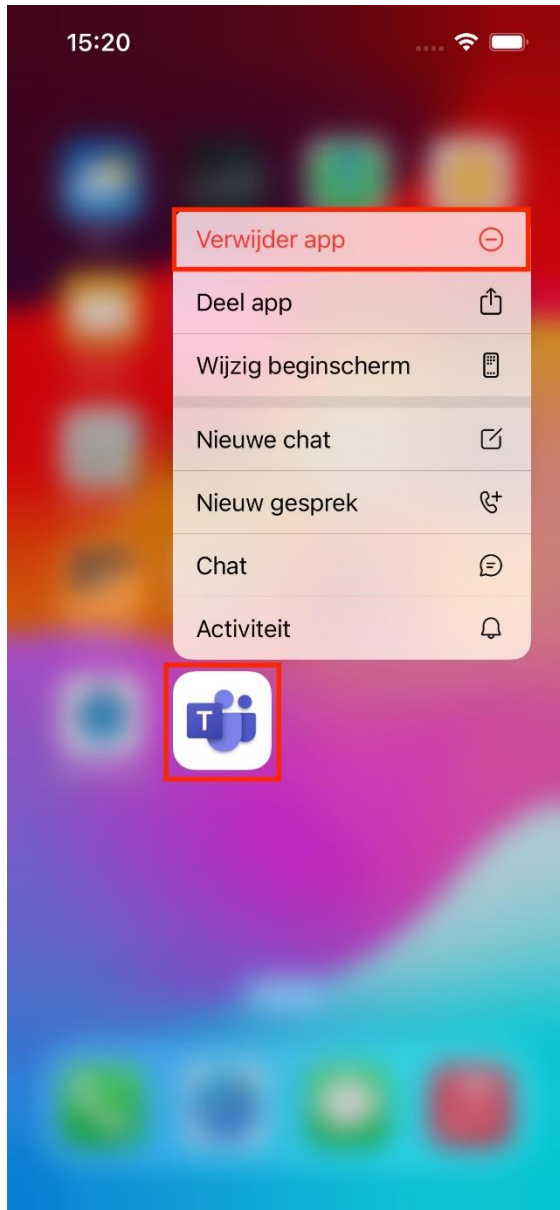 15:20
Verwijder app
Deel app
Wijzig beginscherm
Nieuwe chat
Nieuw gesprek
Chat
Activiteit
T